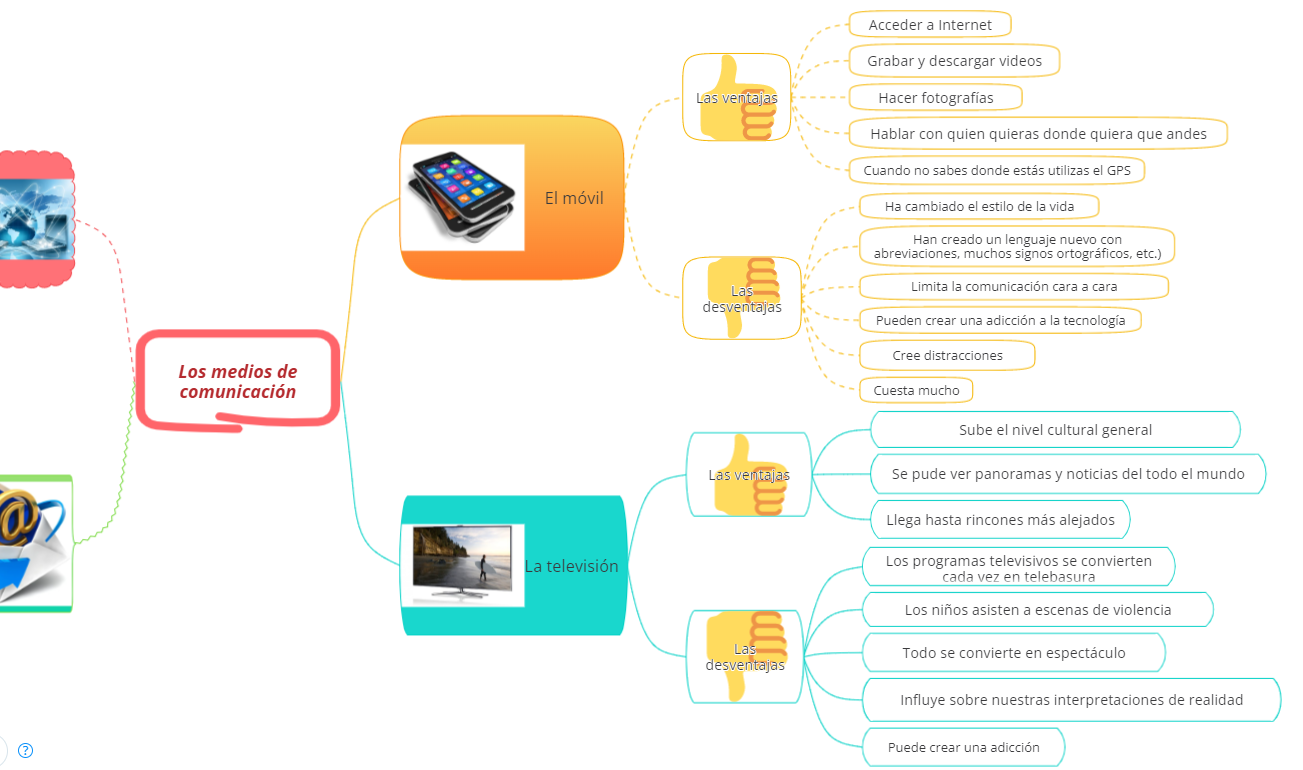 Los medios de
comunicación
El móvil
Las ventajas
Acceder a Internet
Grabar y descargar videos
Hacer fotografías
Hablar con quien quieras donde quiera que andes
Cuando no sabes donde estás utilizas el GPS
Las
desventajas
Ha cambiado el estilo de la vida
Han creado un lenguaje nuevo con
abreviaciones, muchos signos ortográficos, etc.)
Limita la comunicación cara a cara
Pueden crear una adicción a la tecnología
Cree distracciones
Cuesta mucho
La televisión
Las ventajas
Sube el nivel cultural general
Se pude ver panoramas y noticias del todo el mundo
Llega hasta rincones más alejados
Las
desventajas
Los programas televisivos se convierten
cada vez en telebasura
Los niños asisten a escenas de violencia
Todo se convierte en espectáculo
Influye sobre nuestras interpretaciones de realidad
Puede crear una adicción
@
?